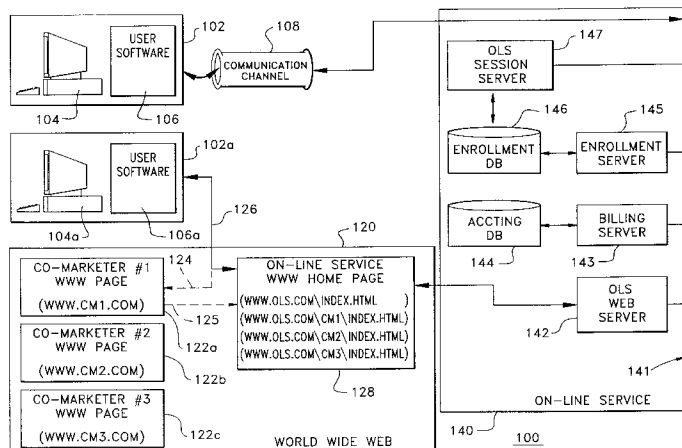 USER
SOFTWARE
102
104
106
108
COMMUNICATION
CHANNEL
USER
SOFTWARE
102a
104a
106a
126
120
CO-MARKETER #1
WWW PAGE
(WWW.CM1.COM)
122a
124
125
CO-MARKETER #2
WWW PAGE
(WWW.CM2.COM)
122b
CO-MARKETER #3
WWW PAGE
(WWW.CM3.COM)
122c
ON-LINE SERVICE
WWW HOME PAGE
(WWW.OLS.COM\INDEX.HTML )
(WWW.OLS.COM\CM1\INDEX.HTML)
(WWW.OLS.COM\CM2\INDEX.HTML)
(WWW.OLS.COM\CM3\INDEX.HTML)
128
WORLD WIDE WEB
OLS
SESSION
SERVER
147
146
145
ENROLLMENT
DB
ENROLLMENT
SERVER
ACCTING
DB
144
BILLING
SERVER
143
OLS
WEB
SERVER
142
141
ON-LINE SERVICE
140
100